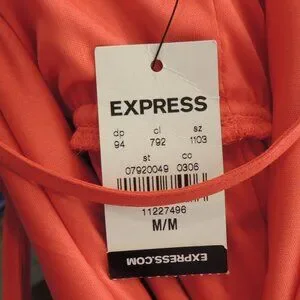 EXPRESS
dp cl sz
94 792 1103
st co
07920049 0306
11227496
M/M
EXPRESS.COM